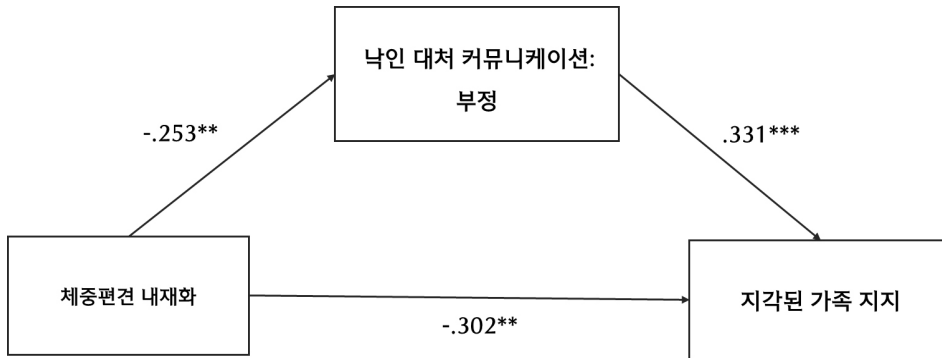 낙인 대처 커뮤니케이션:
부정
-.253**
.331***
체중편견 내재화
지각된 가족 지지
-.302**